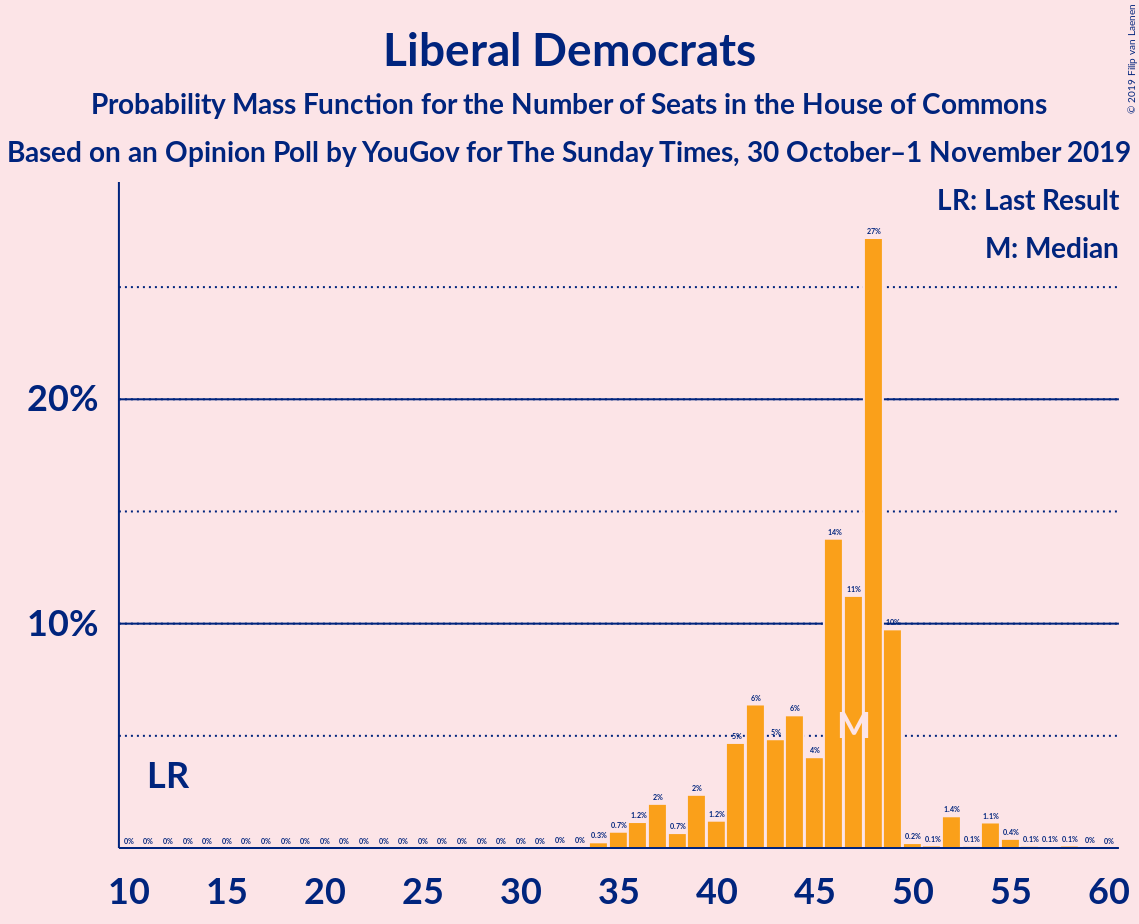 © 2019 Filip van Laenen
Liberal Democrats
Probability Mass Function for the Number of Seats in the House of Commons
Based on an Opinion Poll by YouGov for The Sunday Times, 30 October–1 November 2019
LR: Last Result
M: Median
20%
10%
LR
M
0% 0% 0% 0% 0% 0% 0% 0% 0% 0% 0% 0% 0% 0% 0% 0% 0% 0% 0% 0% 0% 0% 0% 0% 0.3% 0.7% 1.2% 2% 0.7% 2% 1.2% 5% 6% 5% 6% 4% 14% 11% 27% 10% 0.2% 0.1% 1.4% 0.1% 1.1% 0.4% 0.1% 0.1% 0.1% 0% 0%
10 15 20 25 30 35 40 45 50 55 60